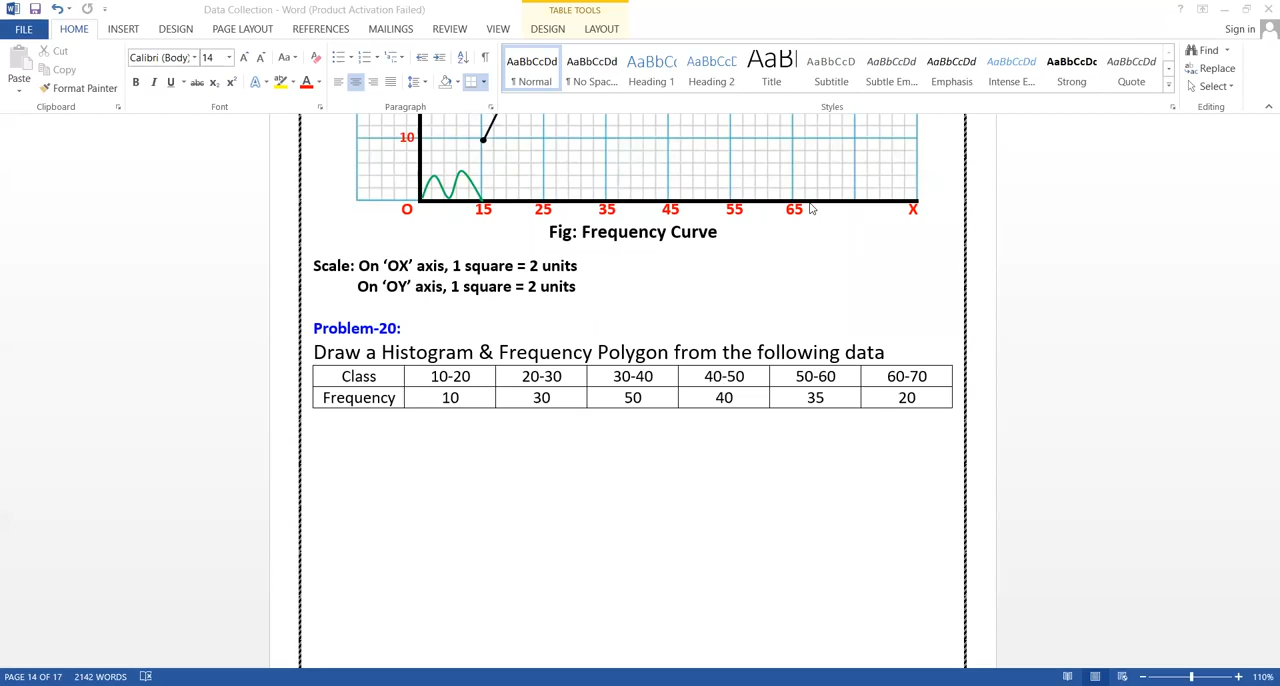 Data Collection - Word (Product Activation Failed)
TABLE TOOLS
Sign in
FILE HOME INSERT DESIGN PAGE LAYOUT REFERENCES MAILINGS REVIEW VIEW DESIGN LAYOUT
Paste
Cut
Copy
Format Painter
Clipboard
Calibri (Body) 14
Font
Paragraph
AaBbCcDd AaBbCcDd AaBbC AaBbCcD AaB AaBbCcD AaBbCcDd AaBbCcDd AaBbCcDd AaBbCcDc AaBbCcDd
¶ Normal ¶ No Spac... Heading 1 Heading 2 Title Subtitle Subtle Em... Emphasis Intense E... Strong Quote
Styles
Find
Replace
Select
Editing
10
O 15 25 35 45 55 65 X
Fig: Frequency Curve
Scale: On ‘OX’ axis, 1 square = 2 units
On ‘OY’ axis, 1 square = 2 units
Problem-20:
Draw a Histogram & Frequency Polygon from the following data
Class 10-20 20-30 30-40 40-50 50-60 60-70
Frequency 10 30 50 40 35 20
PAGE 14 OF 17 2142 WORDS
110%